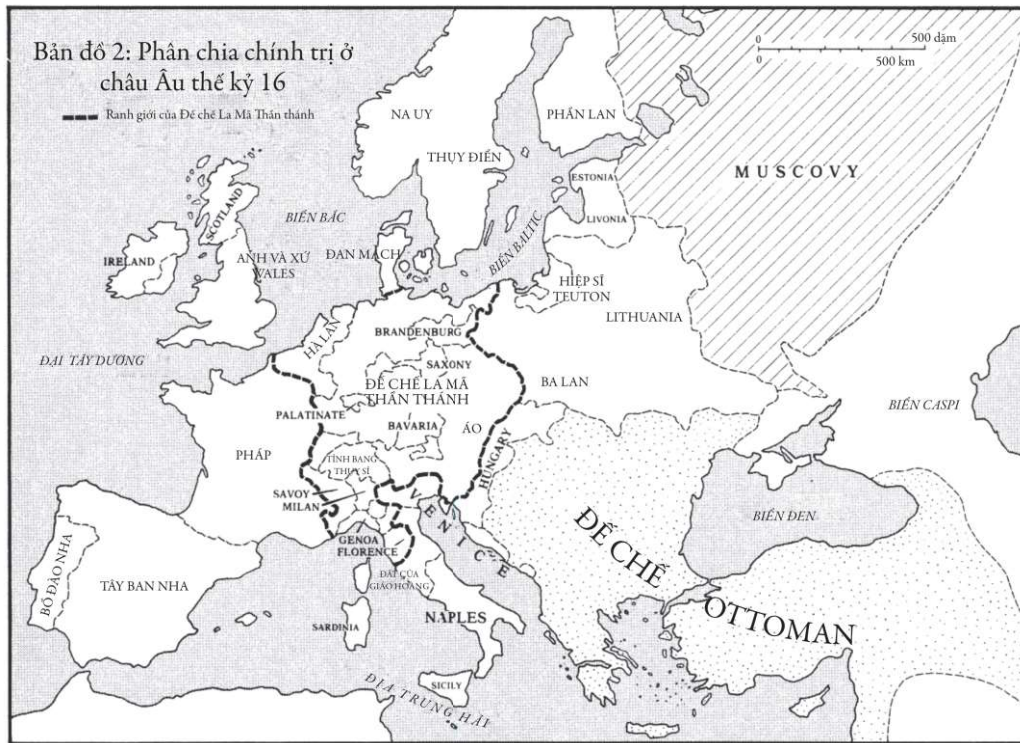 Bản đồ 2: Phân chia chính trị ở
châu Âu thế kỷ 16
Ranh giới của Đế chế La Mã Thần thánh
0 500 dặm
0 500 km
NA UY
PHẦN LAN
THỤY ĐIỂN
MUSCOVY
ESTONIA
LIVONIA
SCOTLAND
BIỂN BẮC
IRELAND
ANH VÀ XỨ
WALES
ĐAN MẠCH
BIỂN BALTIC
HIỆP SĨ
TEUTON
LITHUANIA
HÀ LAN
BRANDENBURG
ĐẠI TÂY DƯƠNG
SAXONY
ĐẾ CHẾ LA MÃ
THẦN THÁNH
BA LAN
BIỂN CASPI
PALATINATE
BAVARIA
ÁO
PHÁP
TỈNH BANG
THỤY SĨ
HUNGARY
SAVOY
MILAN
VENICE
BIỂN ĐEN
GENOA
FLORENCE
ĐẾ CHẾ
OTTOMAN
BỒ ĐÀO NHA
TÂY BAN NHA
ĐẤT CỦA
GIÁO HOÀNG
SARDINIA
NAPLES
SICILY
ĐỊA TRUNG HẢI